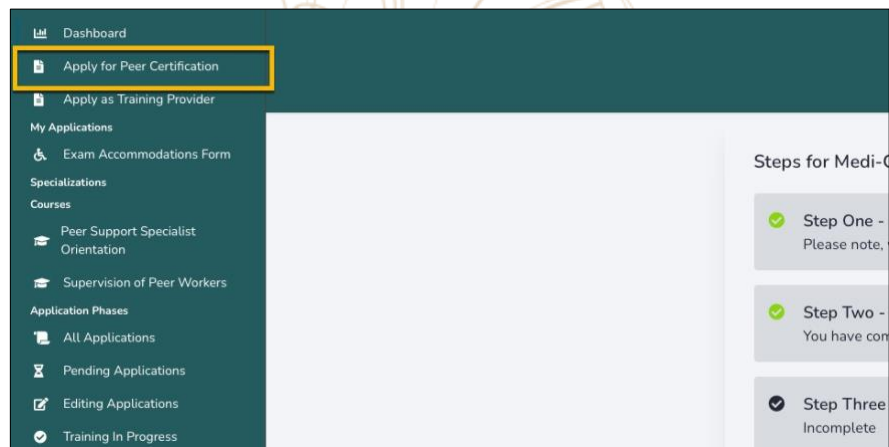 Dashboard
Apply for Peer Certification
Apply as Training Provider
My Applications
Exam Accommodations Form
Specializations
Courses
Peer Support Specialist
Orientation
Supervision of Peer Workers
Application Phases
All Applications
Pending Applications
Editing Applications
Training In Progress
Steps for Medi-
Step One -
Please note,
Step Two -
You have com
Step Three
Incomplete